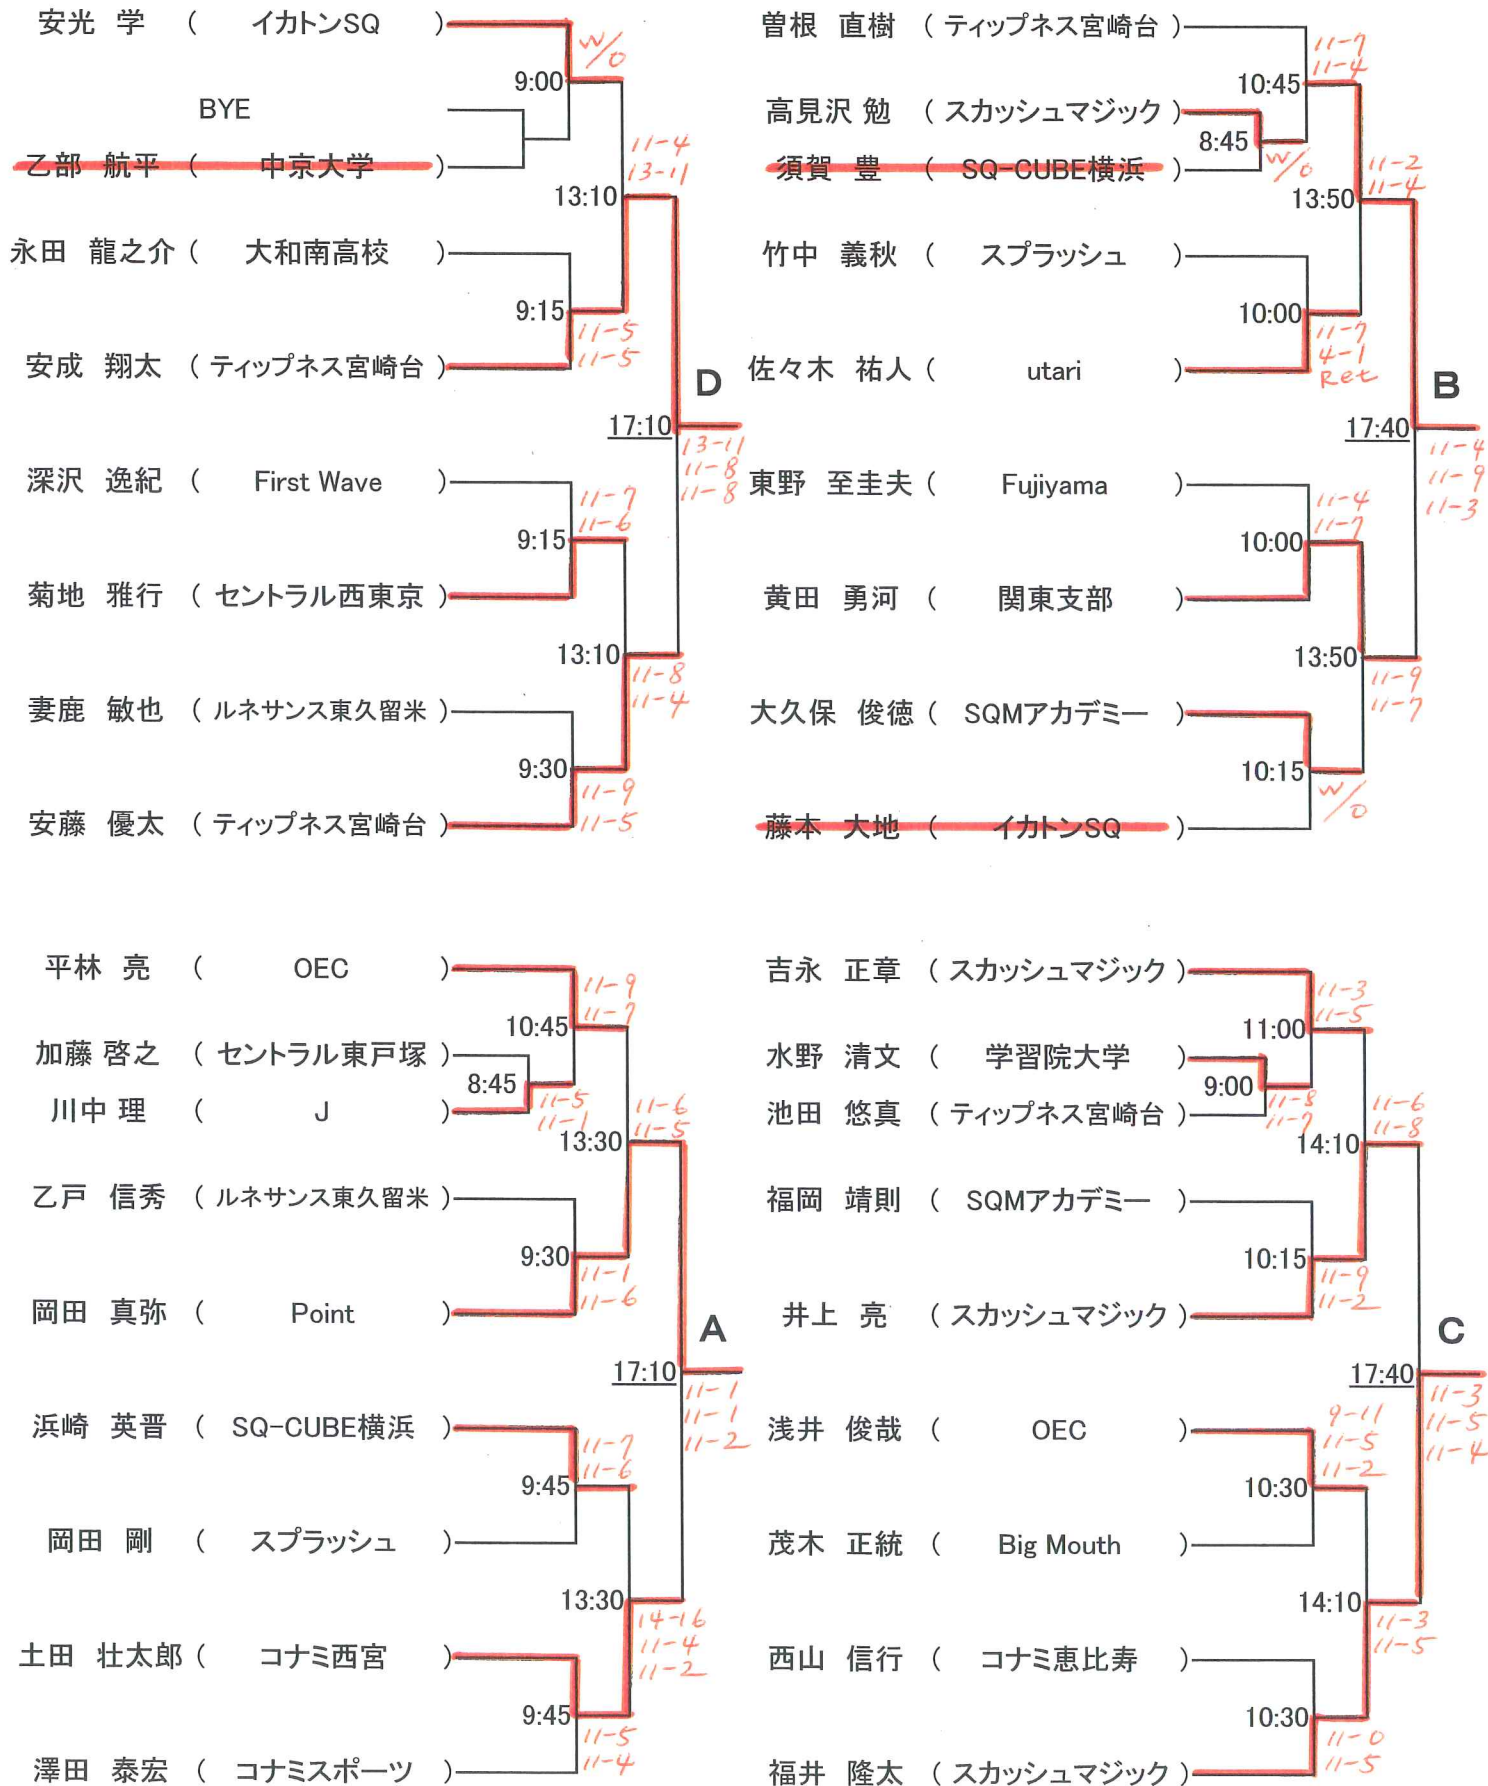 安光 学 ( イカトンSQ )
W/O
9:00
BYE
乙部 航平 ( 中京大学 )
11-4
13-11
13:10
永田 龍之介 ( 大和南高校 )
9:15
11-5
11-5
安成 翔太 ( ティップネス宮崎台 )
D
17:10
13-11
11-8
11-8
深沢 逸紀 ( First Wave )
11-7
11-6
9:15
菊地 雅行 ( セントラル西東京 )
13:10
11-8
11-4
妻鹿 敏也 ( ルネサンス東久留米 )
9:30
11-9
11-5
安藤 優太 ( ティップネス宮崎台 )
曽根 直樹 ( ティップネス宮崎台 )
11-7
11-4
10:45
高見沢 勉 ( スカッシュマジック )
8:45
W/O
須賀 豊 ( SQ-CUBE横浜 )
11-2
11-4
13:50
竹中 義秋 ( スプラッシュ )
10:00
11-7
4-1
Ret
佐々木 祐人 ( utari )
B
17:40
11-4
11-9
11-3
東野 至圭夫 ( Fujiyama )
11-4
11-7
10:00
黄田 勇河 ( 関東支部 )
13:50
11-9
11-7
大久保 俊徳 ( SQMアカデミー )
10:15
W/O
藤本 大地 ( イカトンSQ )
平林 亮 ( OEC )
11-9
11-7
10:45
加藤 啓之 ( セントラル東戸塚 )
8:45
11-5
11-1
川中 理 ( J )
11-6
11-5
13:30
乙戸 信秀 ( ルネサンス東久留米 )
9:30
11-1
11-6
岡田 真弥 ( Point )
A
17:10
11-1
11-1
11-2
浜崎 英晋 ( SQ-CUBE横浜 )
11-7
11-6
9:45
岡田 剛 ( スプラッシュ )
13:30
14-16
11-4
11-2
土田 壮太郎 ( コナミ西宮 )
9:45
11-5
11-4
澤田 泰宏 ( コナミスポーツ )
吉永 正章 ( スカッシュマジック )
11-3
11-5
11:00
水野 清文 ( 学習院大学 )
9:00
11-8
11-7
池田 悠真 ( ティップネス宮崎台 )
11-6
11-8
14:10
福岡 靖則 ( SQMアカデミー )
10:15
11-9
11-2
井上 亮 ( スカッシュマジック )
C
17:40
11-3
11-5
11-4
浅井 俊哉 ( OEC )
9-11
11-5
11-2
10:30
茂木 正統 ( Big Mouth )
14:10
11-3
11-5
西山 信行 ( コナミ恵比寿 )
10:30
11-0
11-5
福井 隆太 ( スカッシュマジック )